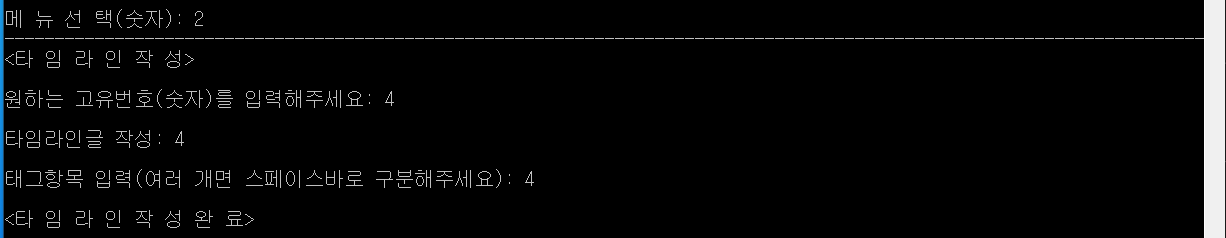 메 뉴 선 택(숫자): 2
<타 임 라 인 작 성>
원하는 고유번호(숫자)를 입력해주세요: 4
타임라인글 작성: 4
태그항목 입력(여러 개면 스페이스바로 구분해주세요): 4
<타 임 라 인 작 성 완 료>